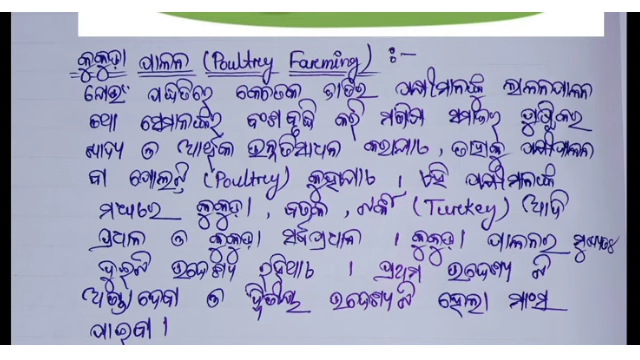 କୁକୁଡ଼ା ପାଳନ (Poultry Farming) :-
ଯେଉଁ ପଦ୍ଧତିରେ କେତେକ ଜାତିର ପକ୍ଷୀମାନଙ୍କୁ ଲାଳନପାଳନ
ତଥା ସେମାନଙ୍କର ବଂଶ ବୃଦ୍ଧି କରି ମଣିଷ ସମାଜର ପୁଷ୍ଟିକର
ଖାଦ୍ୟ ଓ ଆର୍ଥିକ ଉନ୍ନତିସାଧନ କରାଯାଏ, ତାହାକୁ ପକ୍ଷୀପାଳନ
ବା ପୋଲଟ୍ରି (Poultry) କୁହାଯାଏ । ଏହି ପକ୍ଷୀମାନଙ୍କ
ମଧ୍ୟରେ କୁକୁଡ଼ା, ବତକ, ଟର୍କି (Turkey) ଆଦି
ପ୍ରଧାନ ଓ କୁକୁଡ଼ା ସର୍ବପ୍ରଧାନ । କୁକୁଡ଼ା ପାଳନର ମୁଖ୍ୟତଃ
ଦୁଇଟି ଉଦ୍ଦେଶ୍ୟ ରହିଥାଏ । ପ୍ରଥମ ଉଦ୍ଦେଶ୍ୟ ଟି
ଅଣ୍ଡା ଦେବା ଓ ଦ୍ୱିତୀୟ ଉଦ୍ଦେଶ୍ୟଟି ହେଲା ମାଂସ
ପାଇବା ।